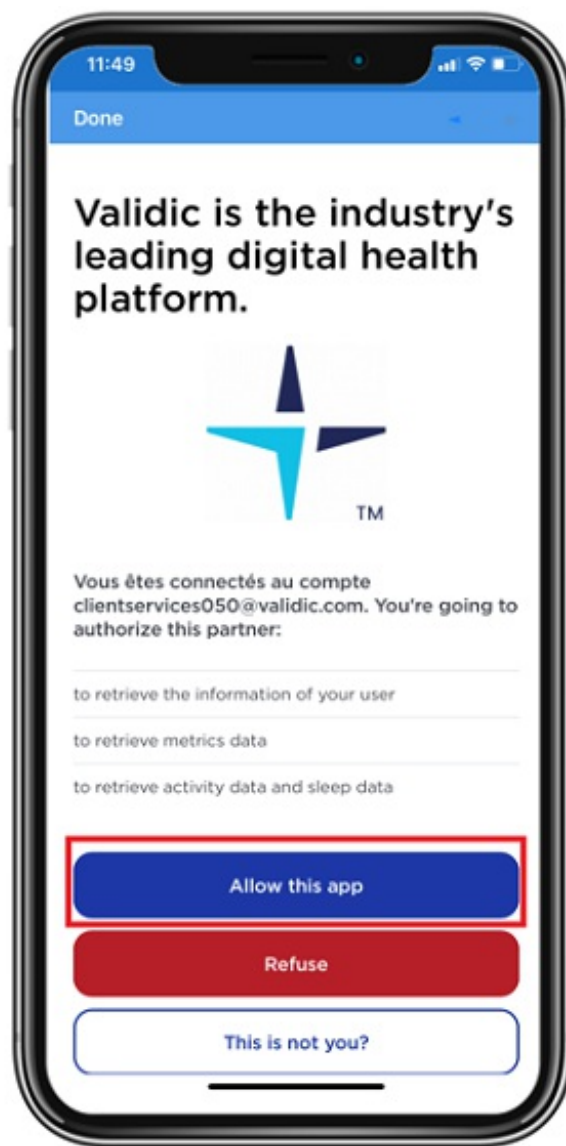 11:49
Done
Validic is the industry's
leading digital health
platform.
TM
Vous êtes connectés au compte
clientservices050@validic.com. You're going to
authorize this partner:
to retrieve the information of your user
to retrieve metrics data
to retrieve activity data and sleep data
Allow this app
Refuse
This is not you?